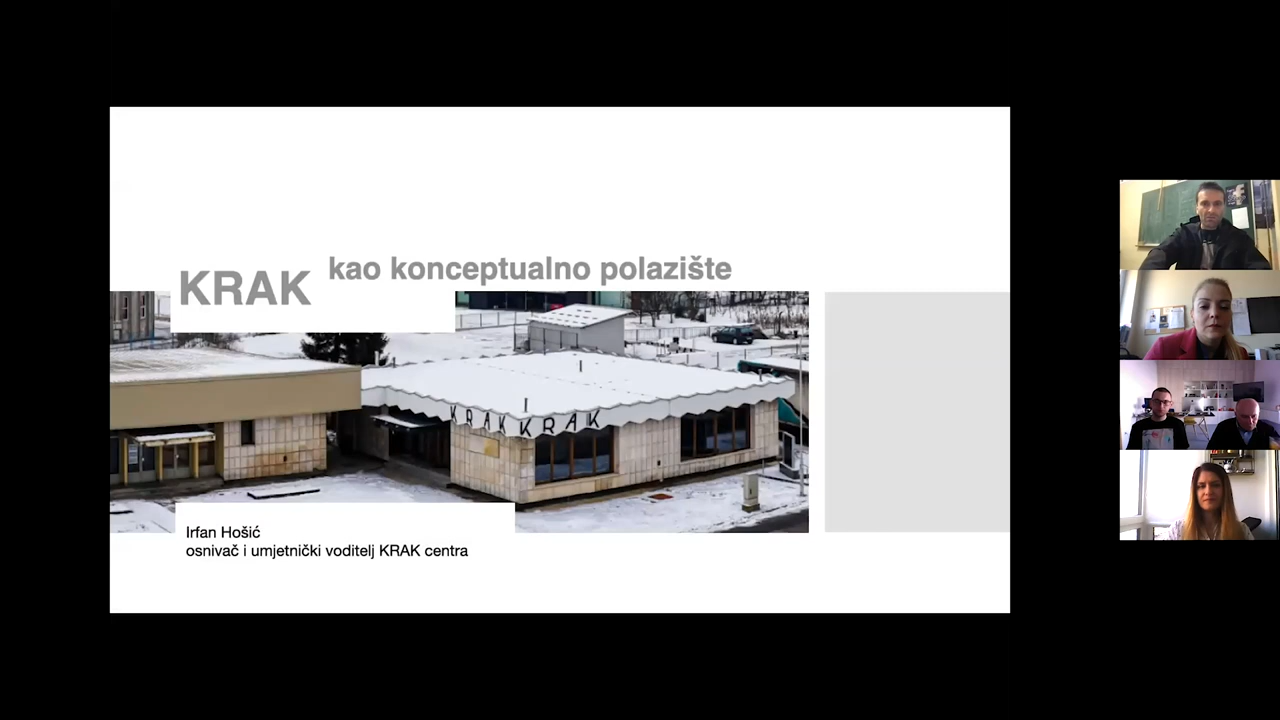 KRAK kao konceptualno polazište
KRAK KRAK
Irfan Hošić
osnivač i umjetnički voditelj KRAK centra